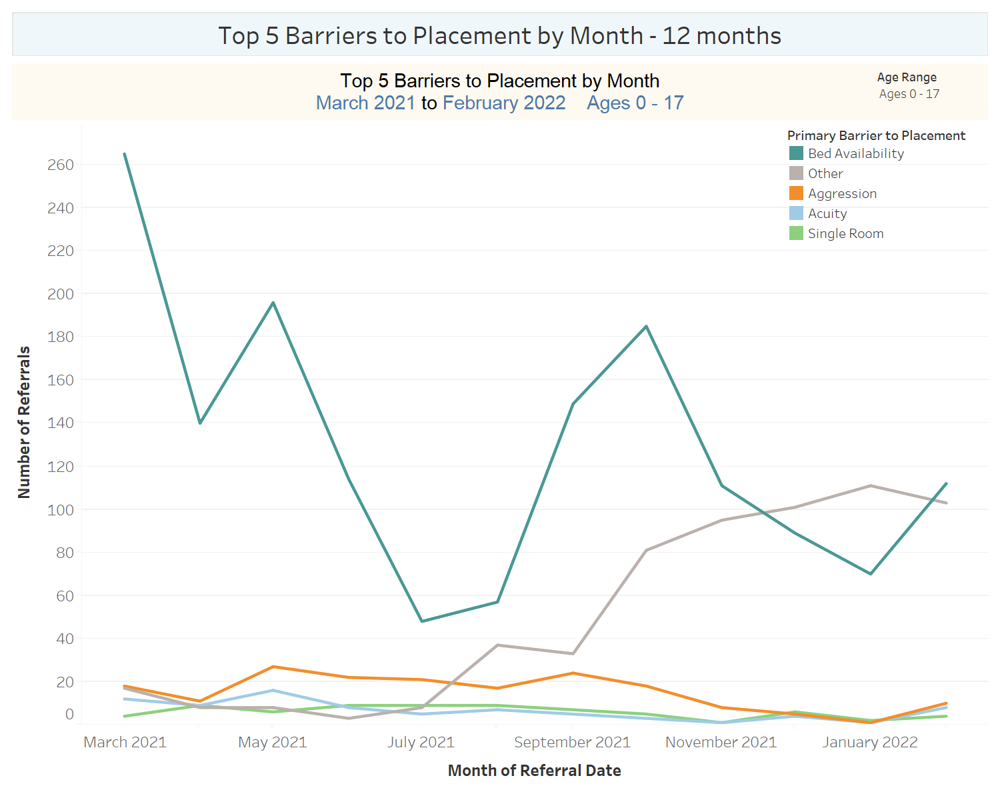 Top 5 Barriers to Placement by Month - 12 months
Top 5 Barriers to Placement by Month
March 2021 to February 2022 Ages 0 - 17
Age Range
Ages 0 - 17
Primary Barrier to Placement
Bed Availability
Other
Aggression
Acuity
Single Room
260
240
220
200
180
160
140
120
100
80
60
40
20
0
Number of Referrals
March 2021
May 2021
July 2021
September 2021
November 2021
January 2022
Month of Referral Date